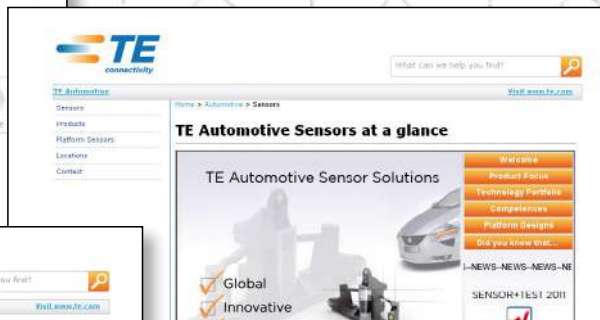 TE
connectivity
What can we help you find?
TE Automotive
Visit www.te.com
Sensors
Products
Platform Sensors
Locations
Contact
Home > Automotive > Sensors
TE Automotive Sensors at a glance
TE Automotive Sensor Solutions
Global
Innovative
Welcome
Product Focus
Technology Portfolio
Competences
Platform Designs
Did you know that...
I--NEWS--NEWS--NEWS--NE
SENSOR+TEST 2011
you find?
Visit www.te.com